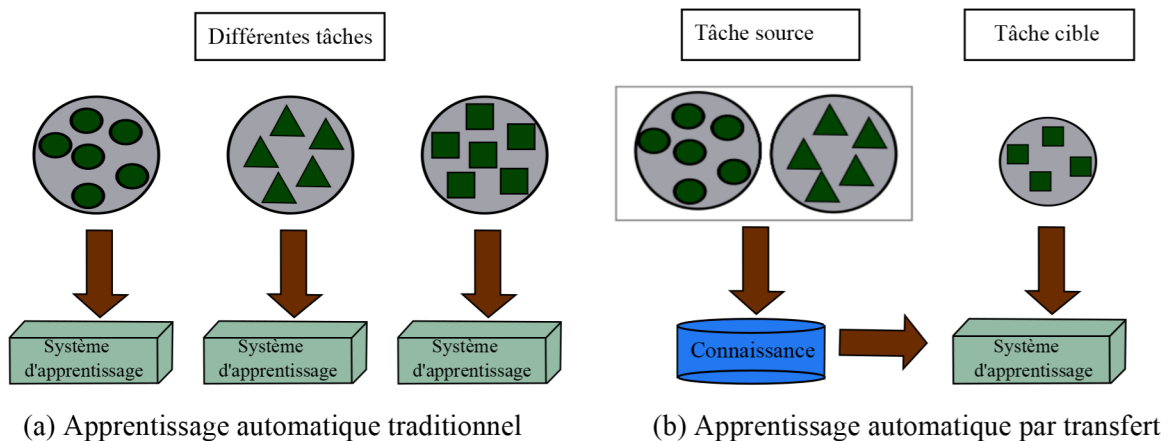 Différentes tâches
Tâche source
Tâche cible
Système
d'apprentissage
Système
d'apprentissage
Système
d'apprentissage
Connaissance
Système
d'apprentissage
(a) Apprentissage automatique traditionnel
(b) Apprentissage automatique par transfert